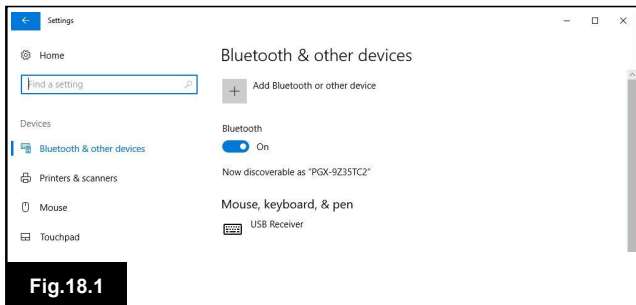 Settings
Home
Find a setting
Devices
Bluetooth & other devices
Printers & scanners
Mouse
Touchpad
Bluetooth & other devices
Add Bluetooth or other device
Bluetooth
On
Now discoverable as "PGX-9Z35TC2"
Mouse, keyboard, & pen
USB Receiver
Fig.18.1